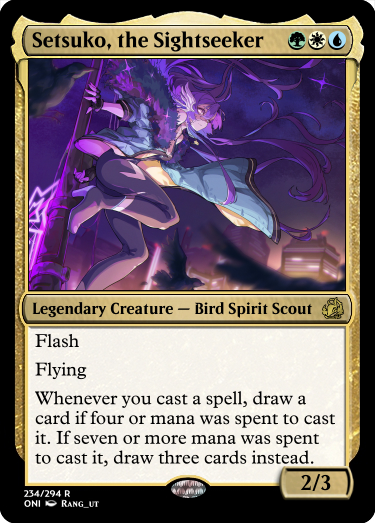 Setsuko, the Sightseeker
Legendary Creature — Bird Spirit Scout
Flash
Flying
Whenever you cast a spell, draw a
card if four or mana was spent to cast
it. If seven or more mana was spent
to cast it, draw three cards instead.
2/3
234/294 R
ONI Rang_ut